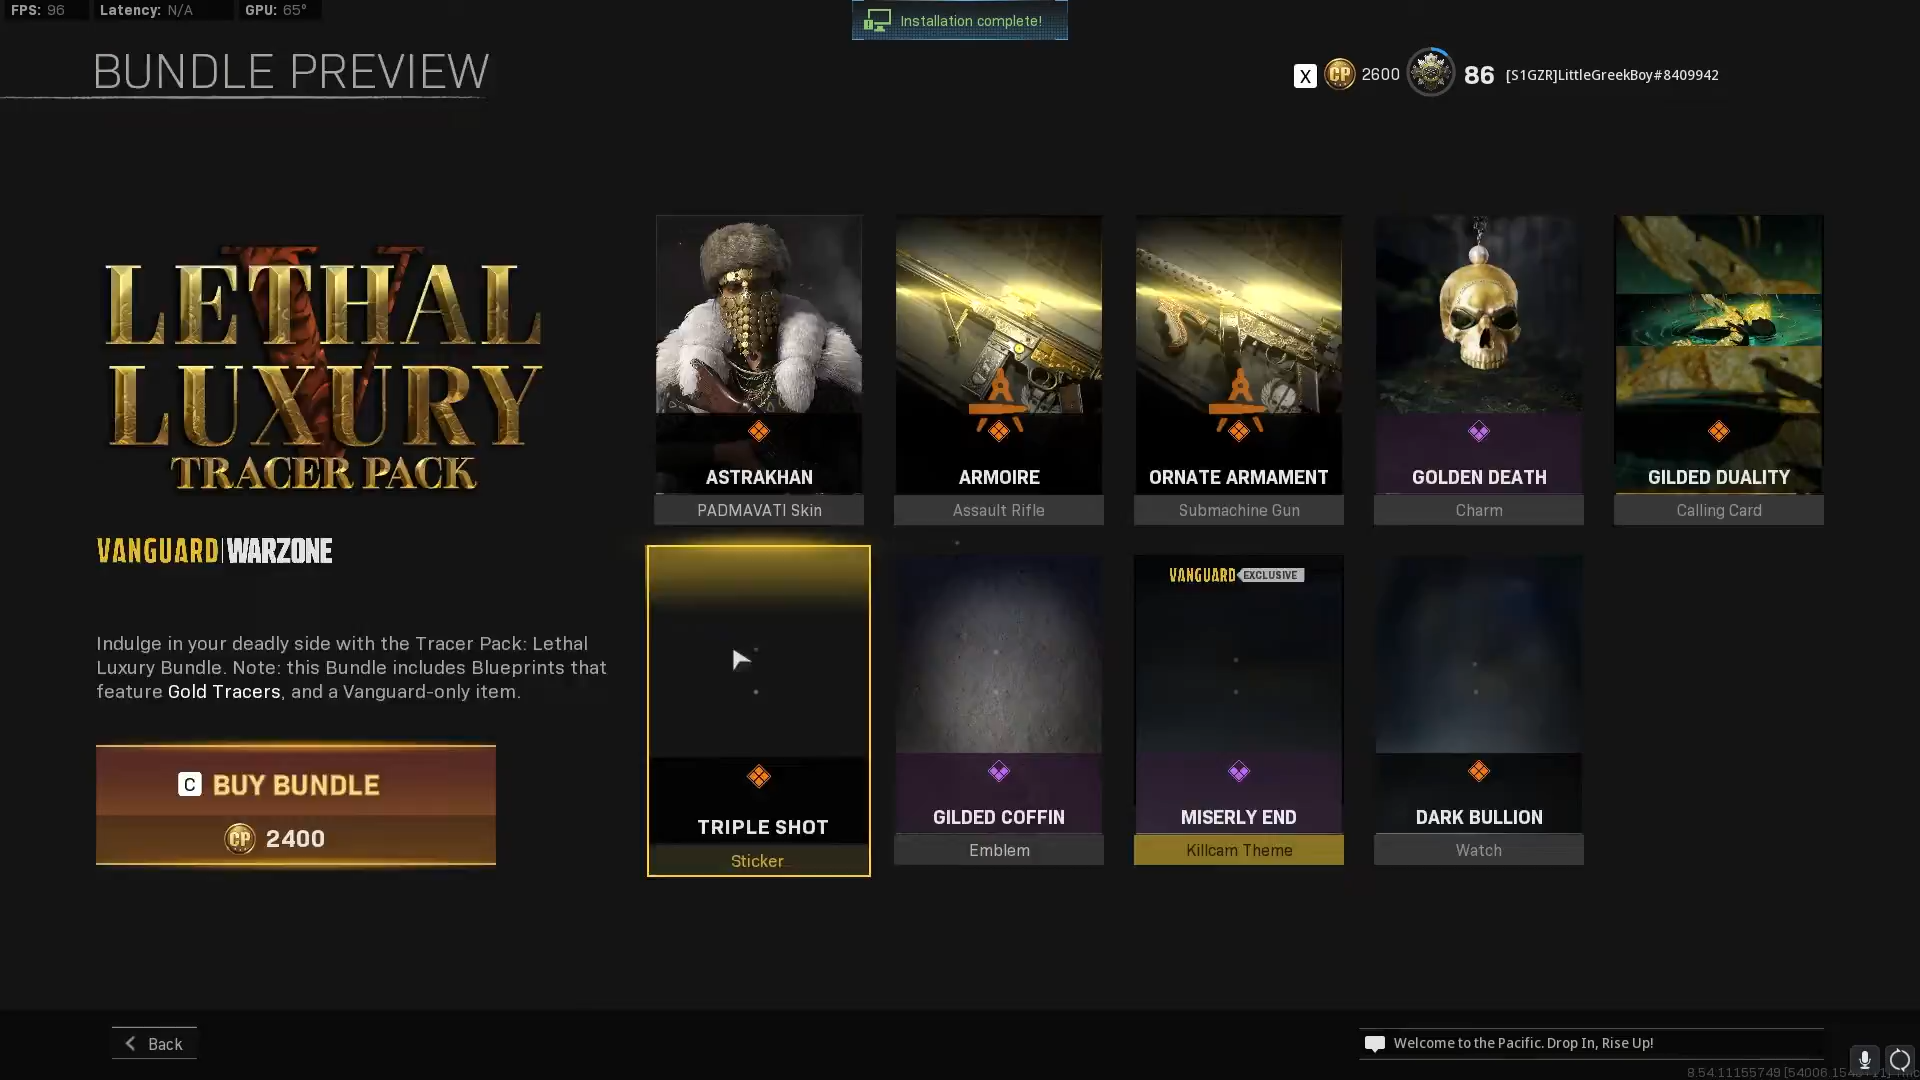 FPS: 96 Latency: N/A GPU: 65°
Installation complete!
BUNDLE PREVIEW
X CP 2600 86 [S1GZR]LittleGreekBoy#8409942
LETHAL
LUXURY
TRACER PACK
VANGUARD WARZONE
Indulge in your deadly side with the Tracer Pack: Lethal
Luxury Bundle. Note: this Bundle includes Blueprints that
feature Gold Tracers, and a Vanguard-only item.
C BUY BUNDLE
CP 2400
ASTRAKHAN
PADMAVATI Skin
ARMOIRE
Assault Rifle
ORNATE ARMAMENT
Submachine Gun
GOLDEN DEATH
Charm
GILDED DUALITY
Calling Card
TRIPLE SHOT
Sticker
GILDED COFFIN
Emblem
VANGUARD EXCLUSIVE
MISERLY END
Killcam Theme
DARK BULLION
Watch
Back
Welcome to the Pacific. Drop In, Rise Up!